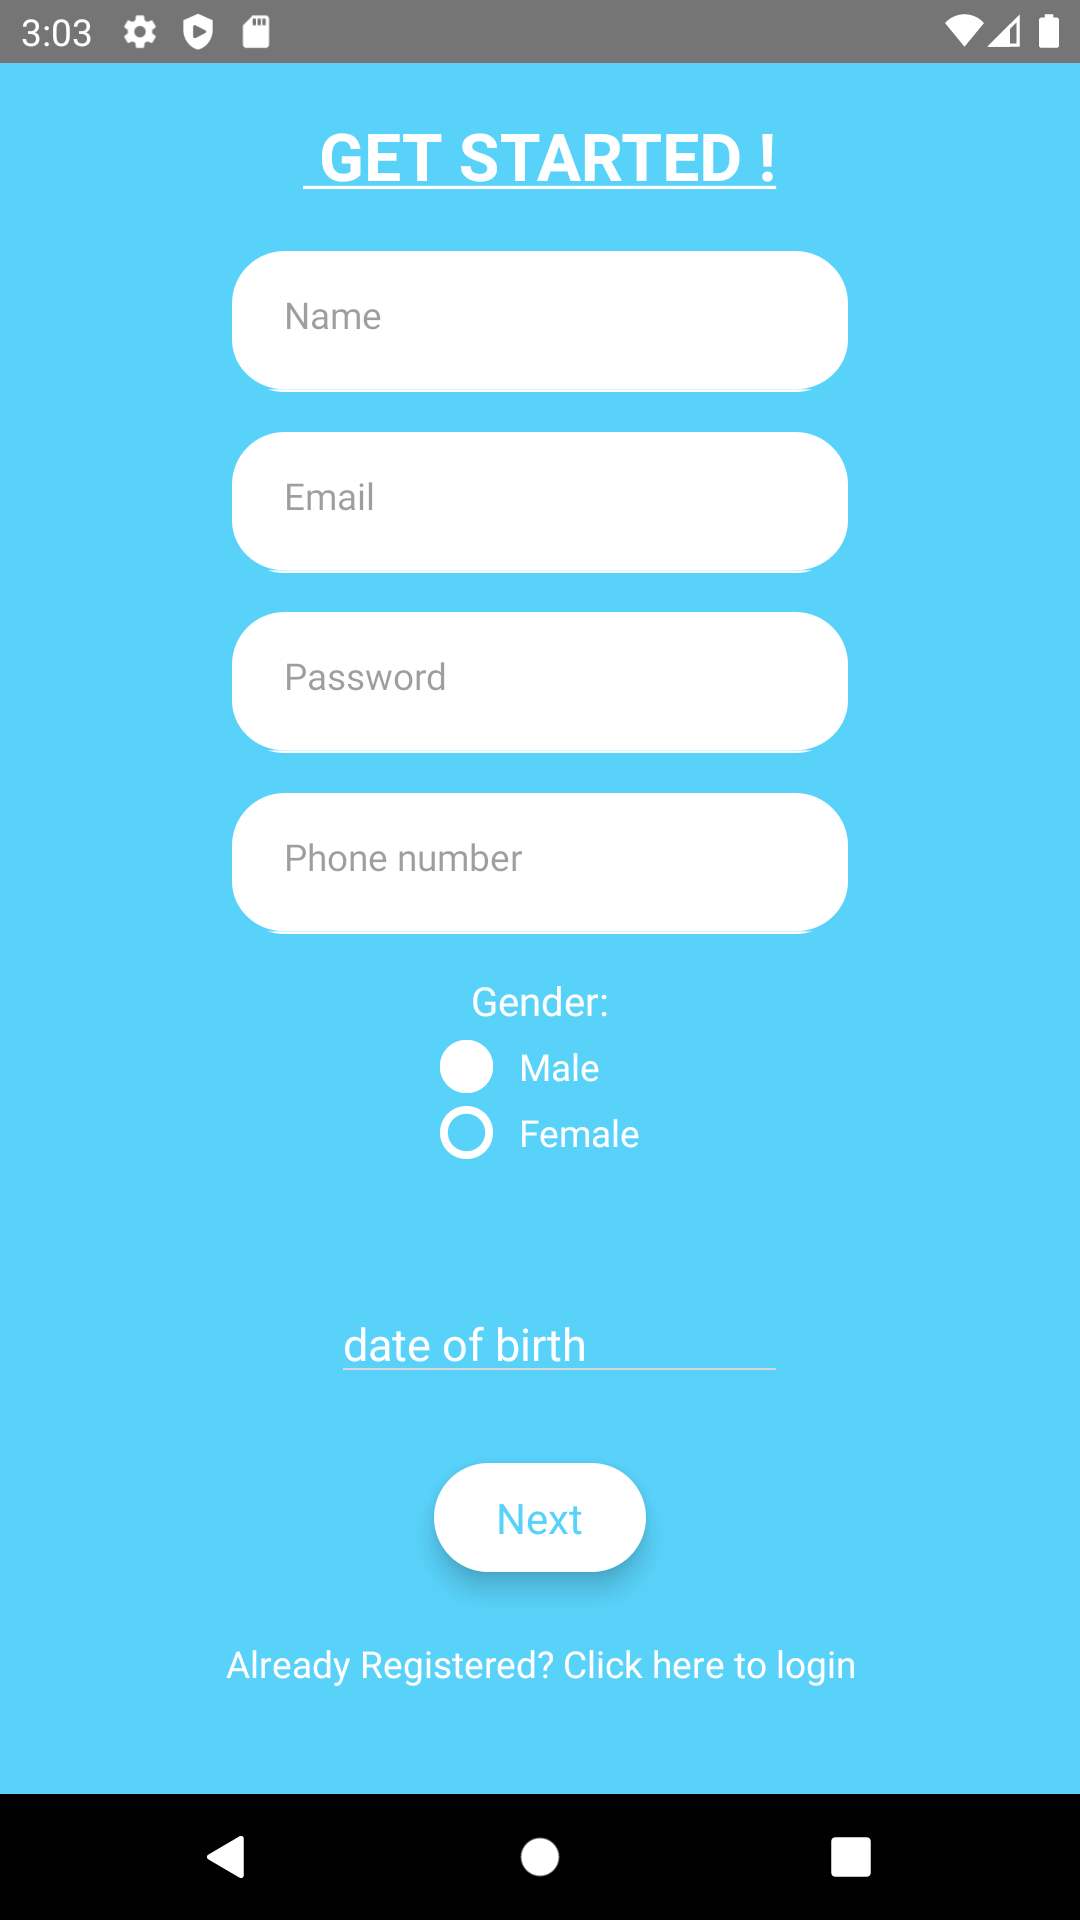 3:03
GET STARTED !
Name
Email
Password
Phone number
Gender:
Male
Female
date of birth
Next
Already Registered? Click here to login